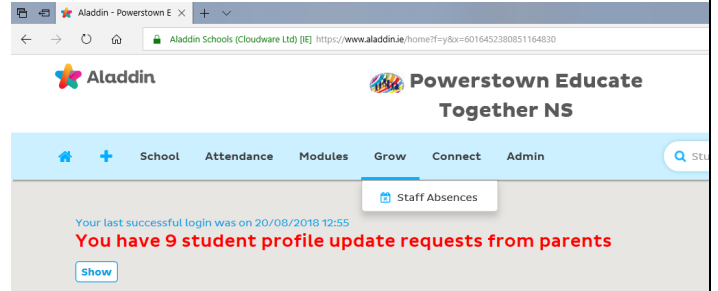 Aladdin - Powerstown E
Aladdin Schools (Cloudware Ltd) [IE] https://www.aladdin.ie/home?f=y&x=6016452380851164830
Aladdin
Powerstown Educate
Together NS
School Attendance Modules Grow Connect Admin Stu
Staff Absences
Your last successful login was on 20/08/2018 12:55
You have 9 student profile update requests from parents
Show